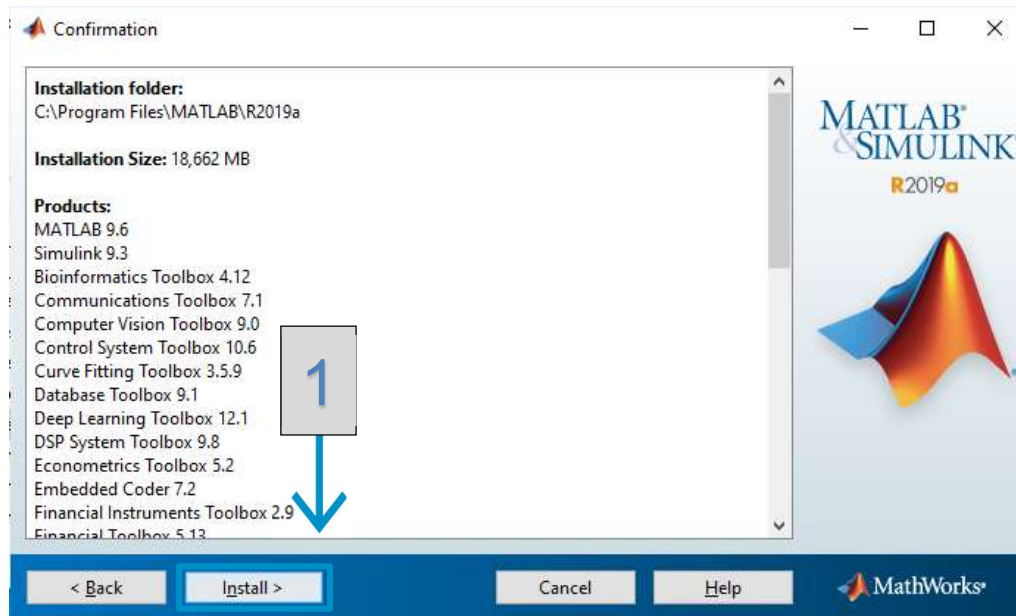 Confirmation
Installation folder:
C:\Program Files\MATLAB\R2019a
Installation Size: 18,662 MB
Products:
MATLAB 9.6
Simulink 9.3
Bioinformatics Toolbox 4.12
Communications Toolbox 7.1
Computer Vision Toolbox 9.0
Control System Toolbox 10.6
Curve Fitting Toolbox 3.5.9
Database Toolbox 9.1
Deep Learning Toolbox 12.1
DSP System Toolbox 9.8
Econometrics Toolbox 5.2
Embedded Coder 7.2
Financial Instruments Toolbox 2.9
Financial Toolbox 5.13
1
MATLAB®
&SIMULINK
R2019a
< Back
Install >
Cancel
Help
MathWorks®